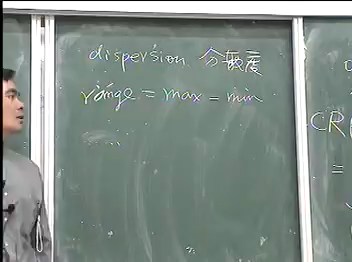 dispersion 分散度
range = max - min
CR
=